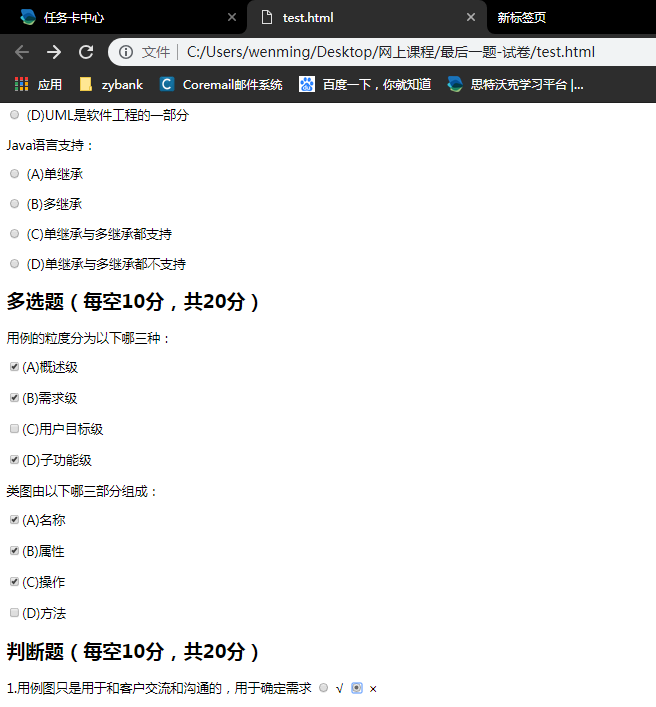 任务卡中心
test.html
新标签页
文件 C:/Users/wenming/Desktop/网上课程/最后一题-试卷/test.html
应用 zybank Coremail邮件系统 百度一下，你就知道 思特沃克学习平台 |...
(D)UML是软件工程的一部分
Java语言支持：
(A)单继承
(B)多继承
(C)单继承与多继承都支持
(D)单继承与多继承都不支持
多选题（每空10分，共20分）
用例的粒度分为以下哪三种：
(A)概述级
(B)需求级
(C)用户目标级
(D)子功能级
类图由以下哪三部分组成：
(A)名称
(B)属性
(C)操作
(D)方法
判断题（每空10分，共20分）
1.用例图只是用于和客户交流和沟通的，用于确定需求 √ ×